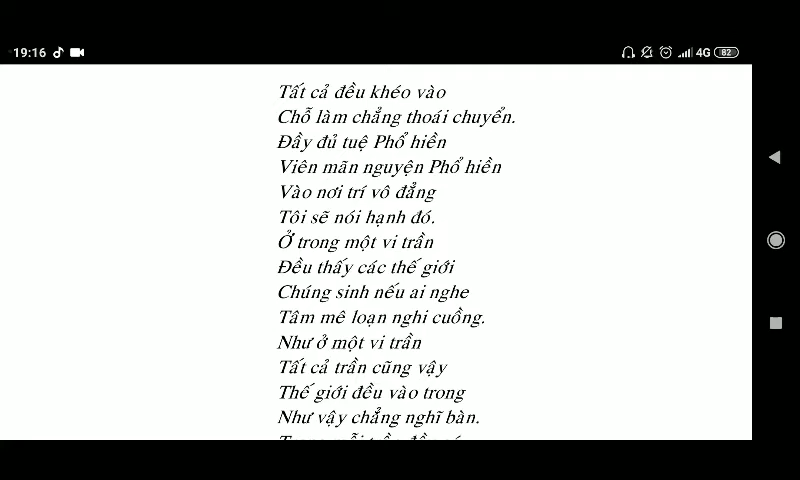 19:16
4G 82
Tất cả đều khéo vào
Chỗ làm chẳng thoái chuyển.
Đầy đủ tuệ Phổ hiền
Viên mãn nguyện Phổ hiền
Vào nơi trí vô đẳng
Tôi sẽ nói hạnh đó.
Ở trong một vi trần
Đều thấy các thế giới
Chúng sinh nếu ai nghe
Tâm mê loạn nghi cuồng.
Như ở một vi trần
Tất cả trần cũng vậy
Thế giới đều vào trong
Như vậy chẳng nghĩ bàn.